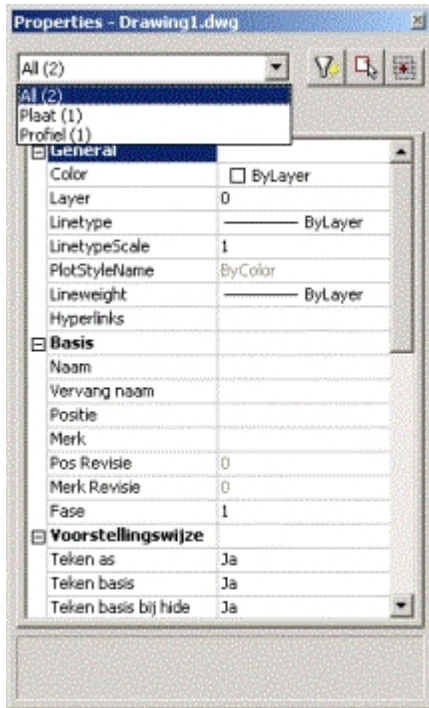 Properties - Drawing1.dwg
All (2)
All (2)
Plaat (1)
Profiel (1)
General
Color ByLayer
Layer 0
Linetype ByLayer
LinetypeScale 1
PlotStyleName ByColor
Lineweight ByLayer
Hyperlinks
Basis
Naam
Vervang naam
Positie
Merk
Pos Revisie 0
Merk Revisie 0
Fase 1
Voorstellingswijze
Teken as Ja
Teken basis Ja
Teken basis bij hide Ja